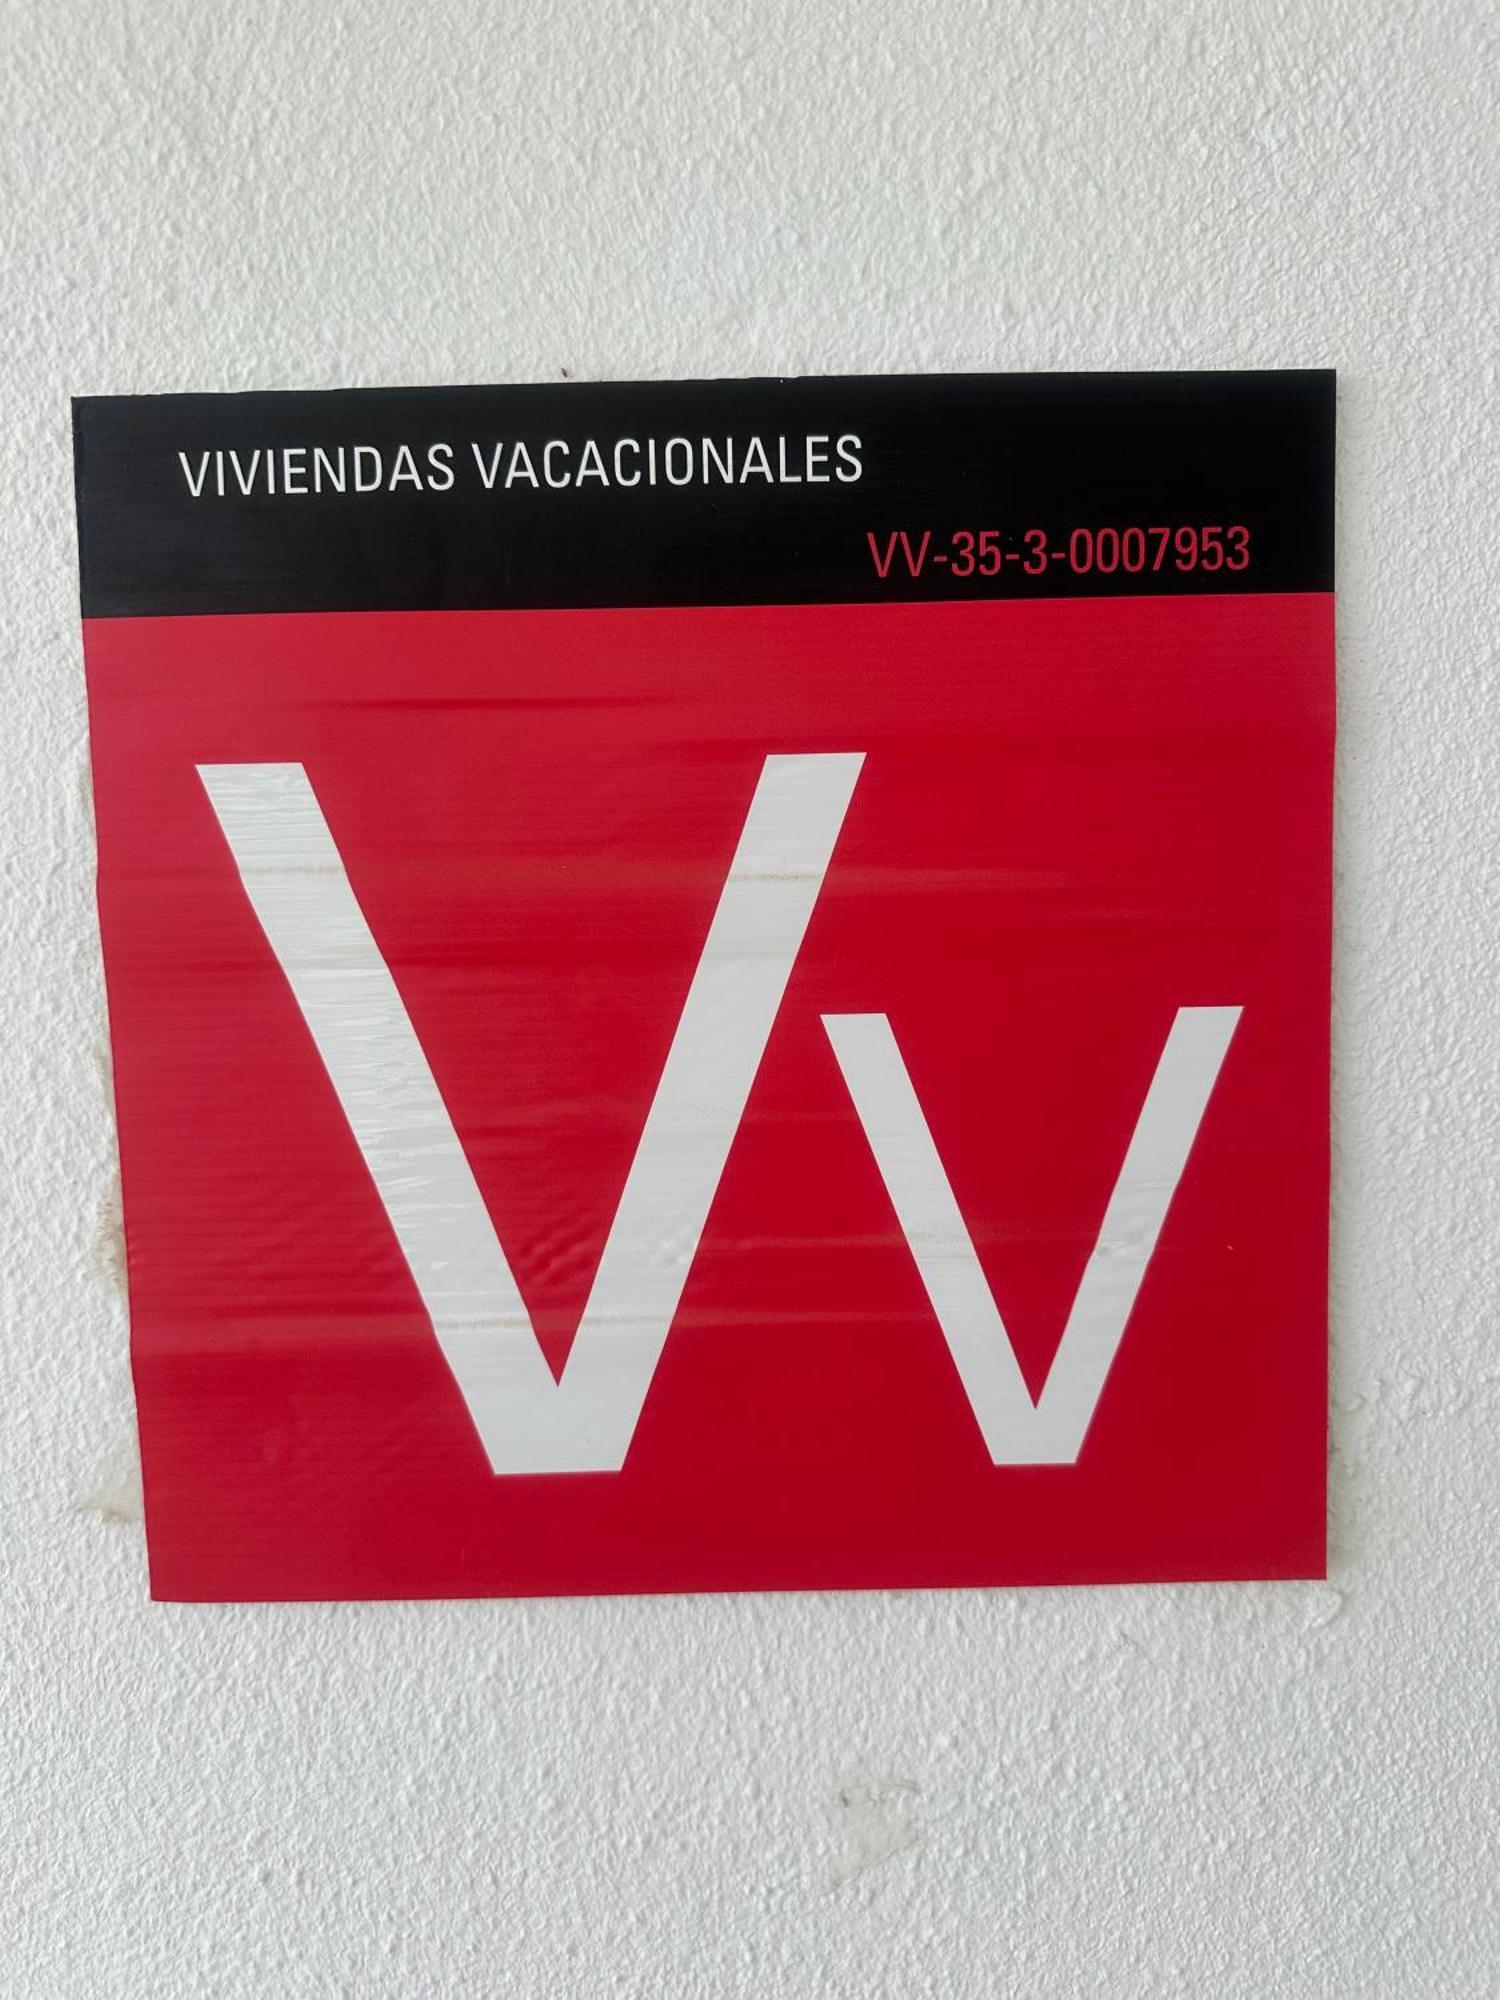 VIVIENDAS VACACIONALES
VV-35-3-0007953
Vv